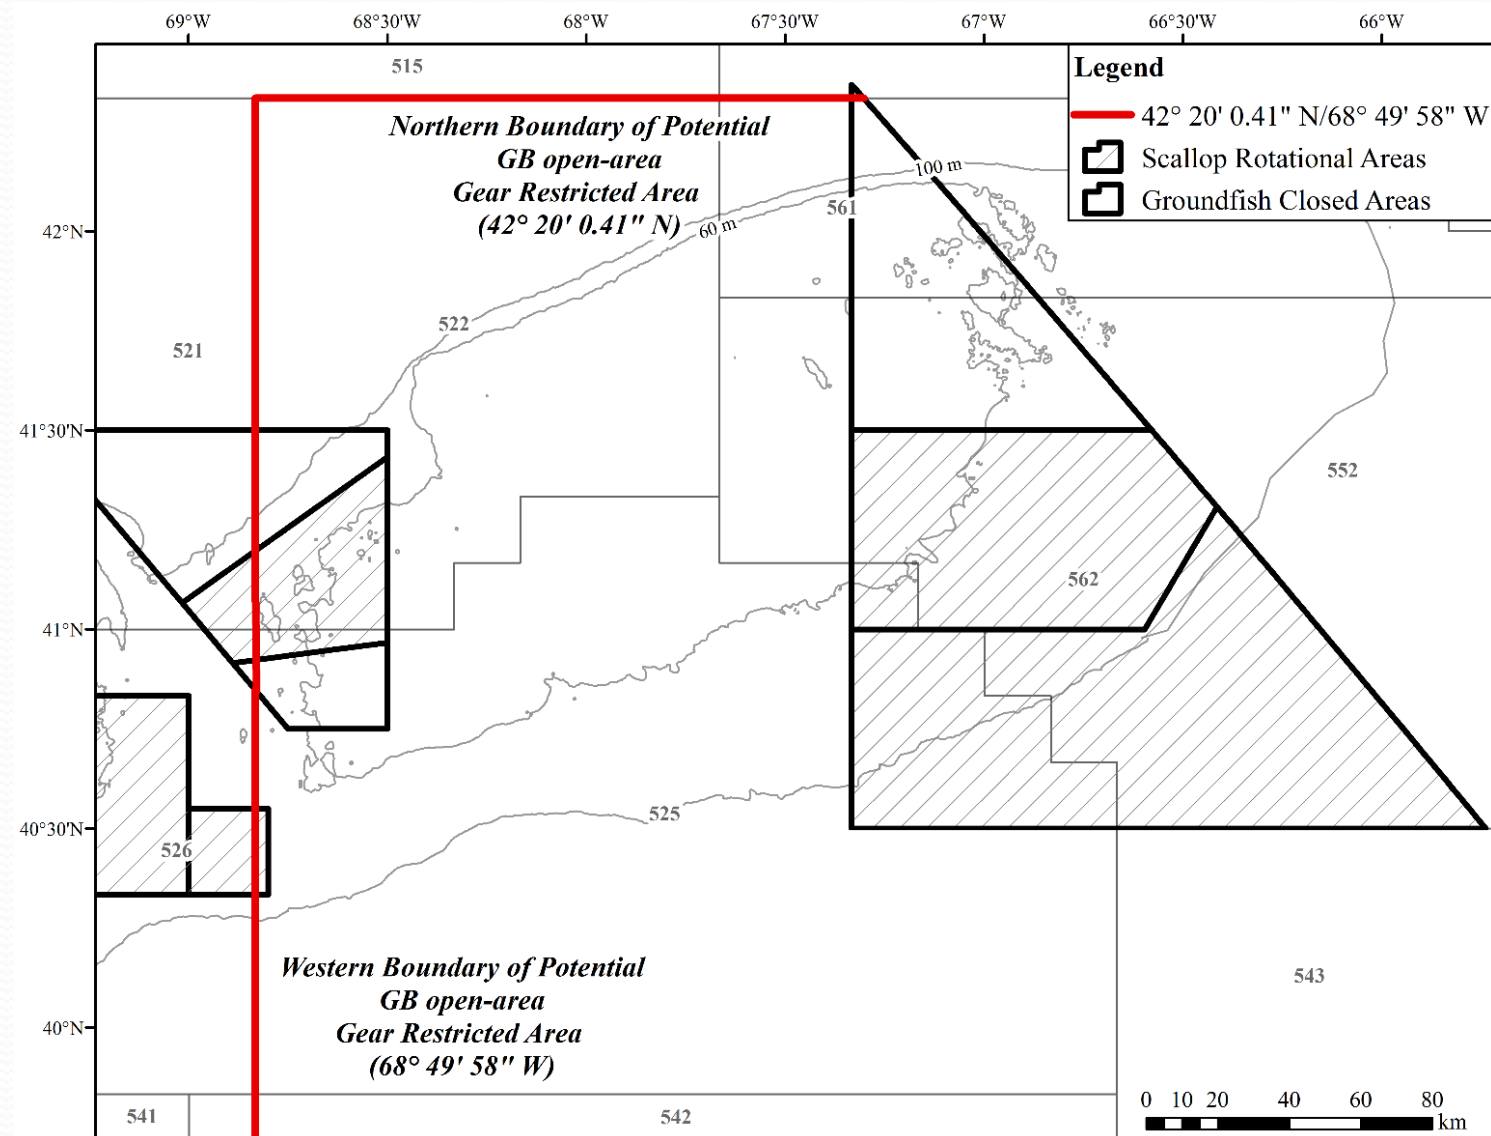 69°W
68°30'W
68°W
67°30'W
67°W
66°30'W
66°W
515
Legend
42° 20' 0.41" N/68° 49' 58" W
Scallop Rotational Areas
Groundfish Closed Areas
Northern Boundary of Potential
GB open-area
Gear Restricted Area
(42° 20' 0.41" N)
100 m
60 m
561
42°N
522
521
41°30'N
552
562
41°N
525
40°30'N
526
Western Boundary of Potential
GB open-area
Gear Restricted Area
(68° 49' 58" W)
543
40°N
541
542
0 10 20 40 60 80
km